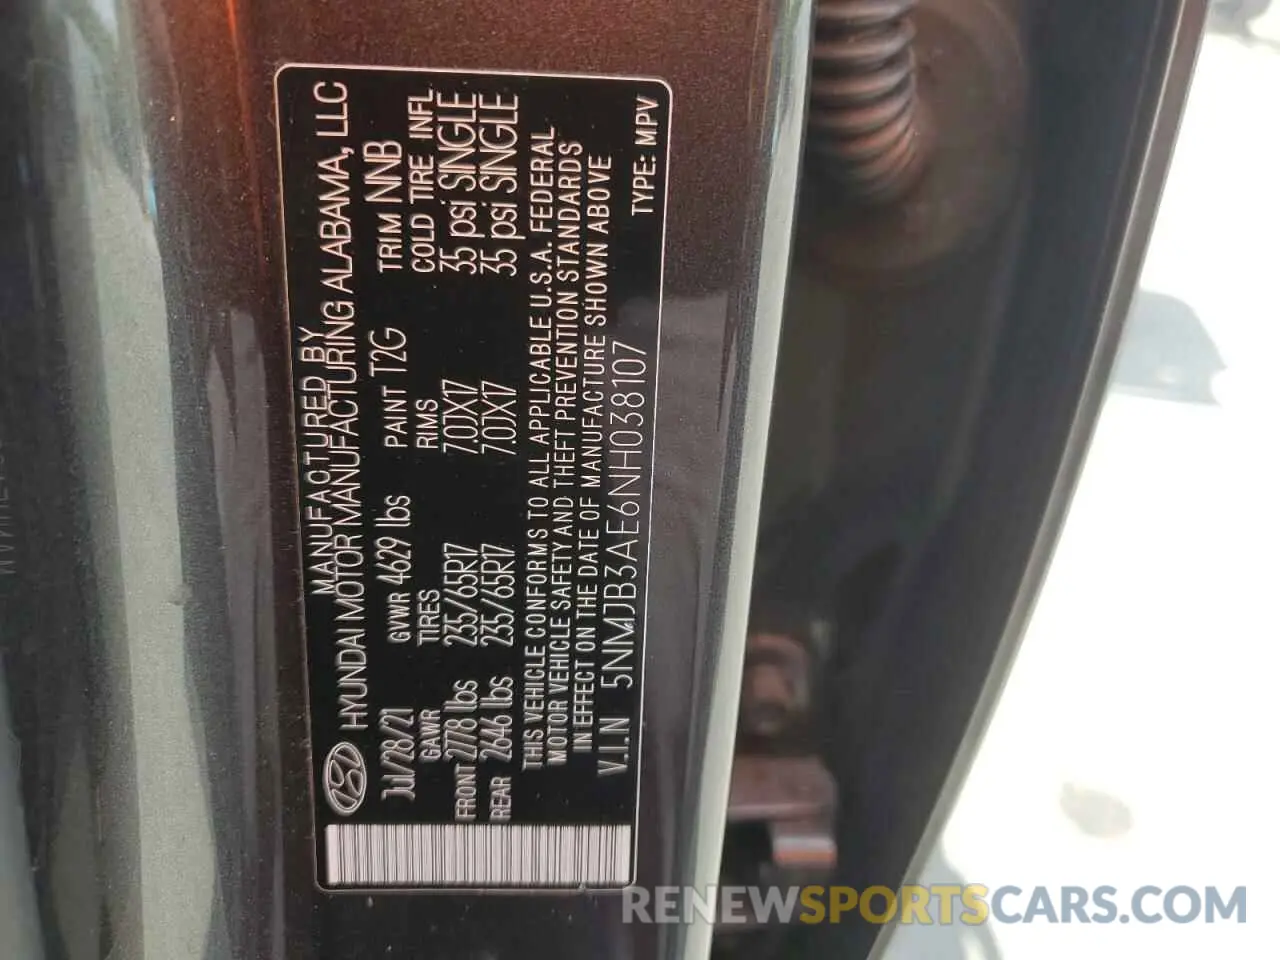 MANUFACTURED BY
HYUNDAI MOTOR MANUFACTURING ALABAMA, LLC
Jul/28/21 GVWR 4629 lbs PAINT T2G TRIM NNB
GAWR TIRES RIMS COLD TIRE INFL
FRONT 2778 lbs 235/65R17 7.0JX17 35 psi SINGLE
REAR 2646 lbs 235/65R17 7.0JX17 35 psi SINGLE
THIS VEHICLE CONFORMS TO ALL APPLICABLE U.S.A. FEDERAL
MOTOR VEHICLE SAFETY AND THEFT PREVENTION STANDARDS
IN EFFECT ON THE DATE OF MANUFACTURE SHOWN ABOVE
V.I.N 5NMJB3AE6NH038107 TYPE: MPV
RENEWSPORTSCARS.COM